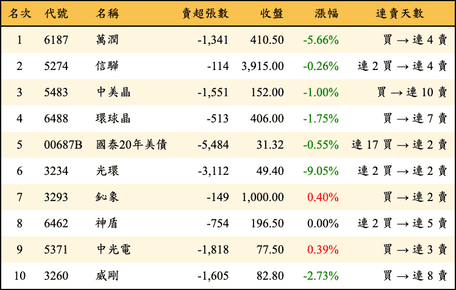 名次 代號 名稱 賣超張數 收盤 漲幅 連賣天數
1 6187 萬潤 -1,341 410.50 -5.66% 買 → 連 4 賣
2 5274 信驊 -114 3,915.00 -0.26% 連 2 買 → 連 4 賣
3 5483 中美晶 -1,551 152.00 -1.00% 買 → 連 10 賣
4 6488 環球晶 -513 406.00 -1.75% 買 → 連 7 賣
5 00687B 國泰20年美債 -5,484 31.32 -0.55% 連 17 買 → 連 2 賣
6 3234 光環 -3,112 49.40 -9.05% 連 2 買 → 連 2 賣
7 3293 鈊象 -149 1,000.00 0.40% 買 → 連 2 賣
8 6462 神盾 -754 196.50 0.00% 連 2 買 → 連 5 賣
9 5371 中光電 -1,818 77.50 0.39% 買 → 連 3 賣
10 3260 威剛 -1,605 82.80 -2.73% 買 → 連 8 賣